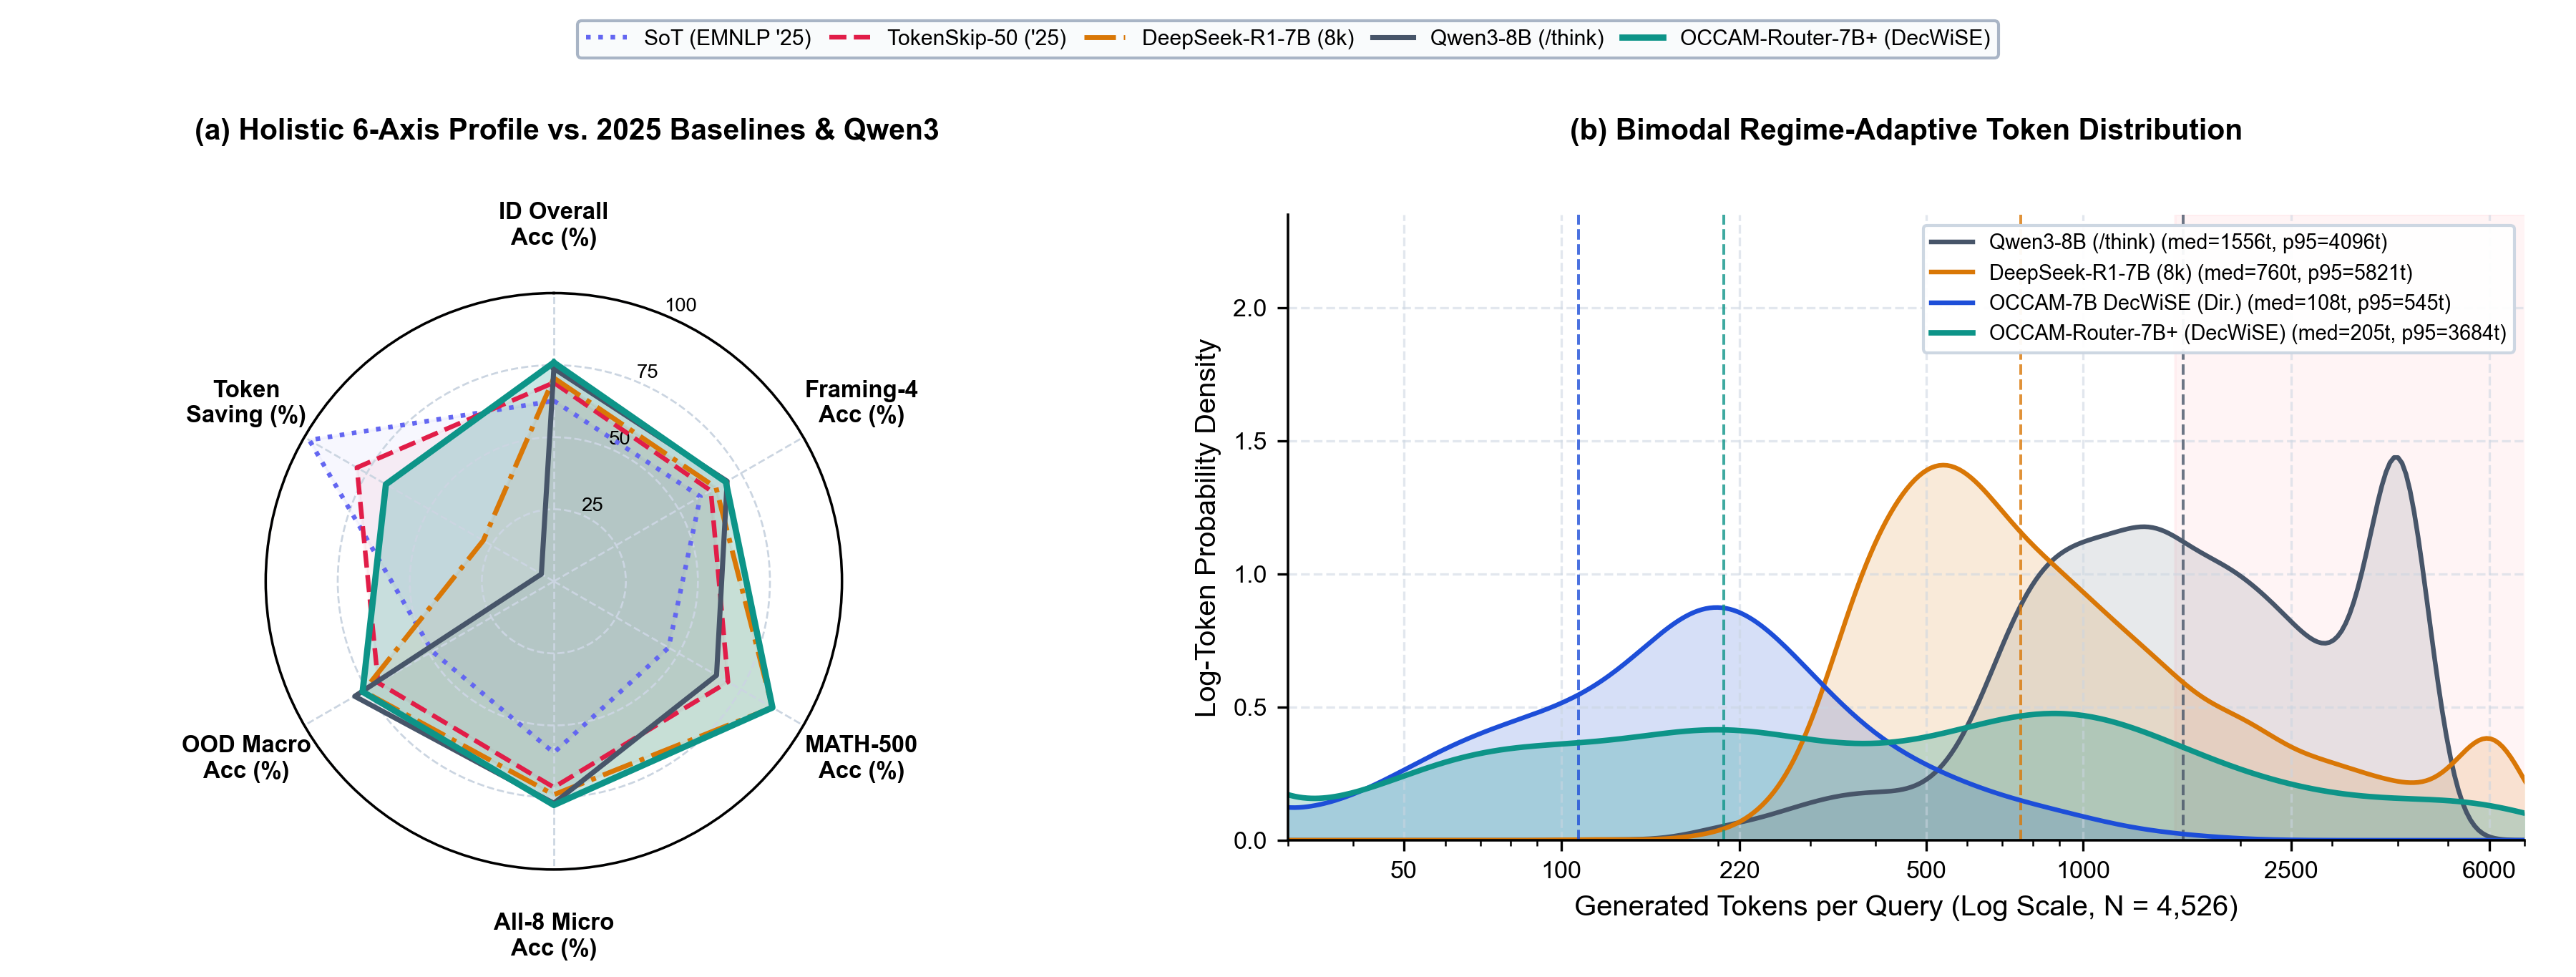 SoT (EMNLP '25)
TokenSkip-50 ('25)
DeepSeek-R1-7B (8k)
Qwen3-8B (/think)
OCCAM-Router-7B+ (DecWiSE)
(a) Holistic 6-Axis Profile vs. 2025 Baselines & Qwen3
ID Overall
Acc (%)
Framing-4
Acc (%)
MATH-500
Acc (%)
All-8 Micro
Acc (%)
OOD Macro
Acc (%)
Token
Saving (%)
100
75
50
25
(b) Bimodal Regime-Adaptive Token Distribution
Qwen3-8B (/think) (med=1556t, p95=4096t)
DeepSeek-R1-7B (8k) (med=760t, p95=5821t)
OCCAM-7B DecWiSE (Dir.) (med=108t, p95=545t)
OCCAM-Router-7B+ (DecWiSE) (med=205t, p95=3684t)
Log-Token Probability Density
2.0
1.5
1.0
0.5
0.0
50
100
220
500
1000
2500
6000
Generated Tokens per Query (Log Scale, N = 4,526)